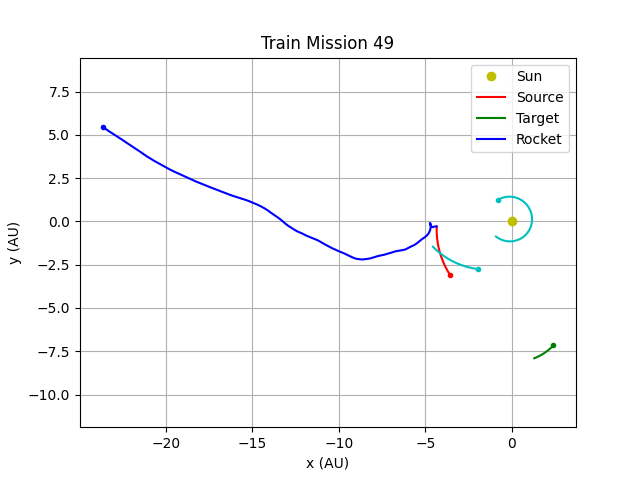 Train Mission 49
Sun
Source
Target
Rocket
7.5
5.0
2.5
0.0
−2.5
−5.0
−7.5
−10.0
y (AU)
−20
−15
−10
−5
0
x (AU)